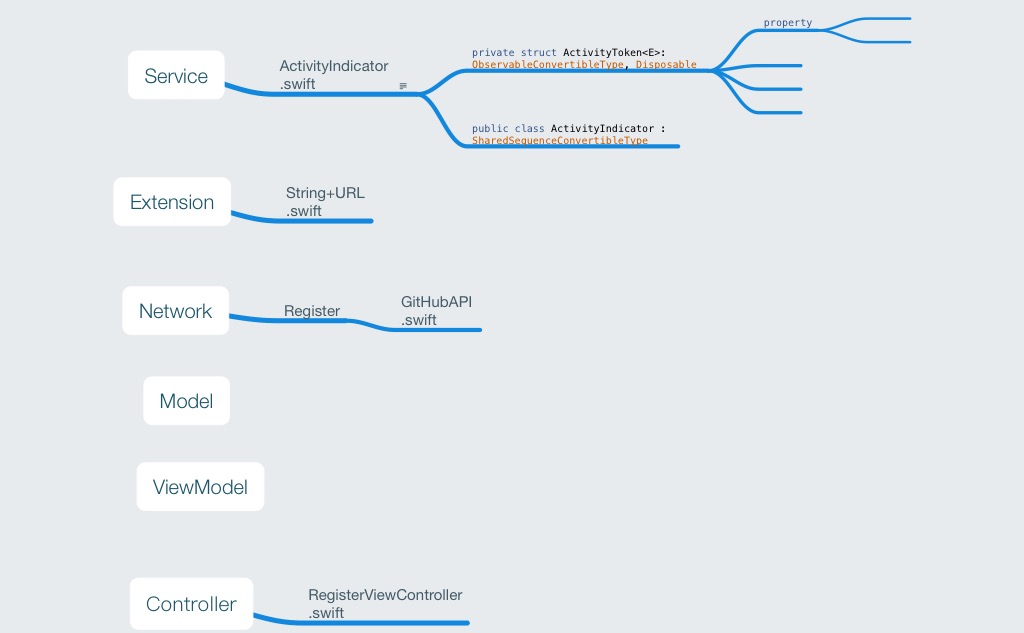 property
private struct ActivityToken<E>:
ObservableConvertibleType, Disposable
Service
ActivityIndicator
.swift
public class ActivityIndicator :
SharedSequenceConvertibleType
Extension
String+URL
.swift
Network
Register
GitHubAPI
.swift
Model
ViewModel
Controller
RegisterViewController
.swift